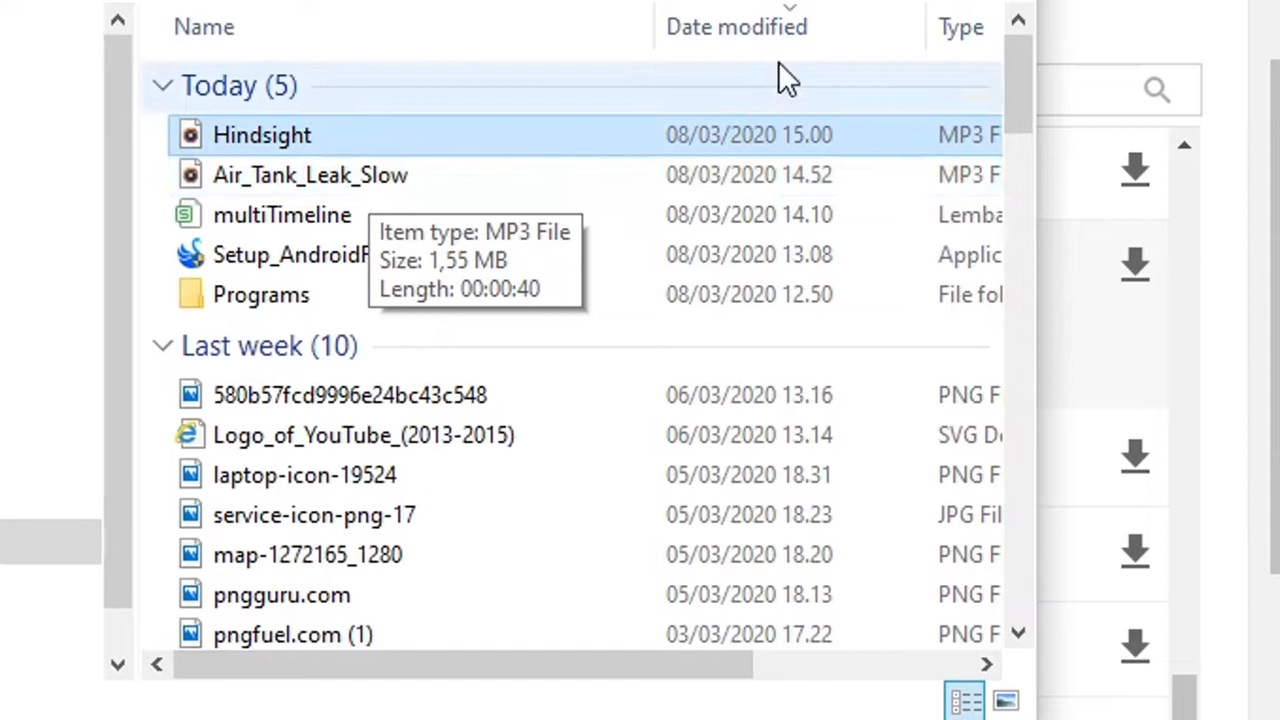 Name Date modified Type
Today (5)
Hindsight 08/03/2020 15.00 MP3 F
Air_Tank_Leak_Slow 08/03/2020 14.52 MP3 F
multiTimeline 08/03/2020 14.10 Lemba
Setup_Android 08/03/2020 13.08 Applic
Programs 08/03/2020 12.50 File fol
Item type: MP3 File
Size: 1,55 MB
Length: 00:00:40
Last week (10)
580b57fcd9996e24bc43c548 06/03/2020 13.16 PNG F
Logo_of_YouTube_(2013-2015) 06/03/2020 13.14 SVG Do
laptop-icon-19524 05/03/2020 18.31 PNG F
service-icon-png-17 05/03/2020 18.23 JPG Fil
map-1272165_1280 05/03/2020 18.20 PNG F
pngguru.com 05/03/2020 18.13 PNG F
pngfuel.com (1) 03/03/2020 17.22 PNG F